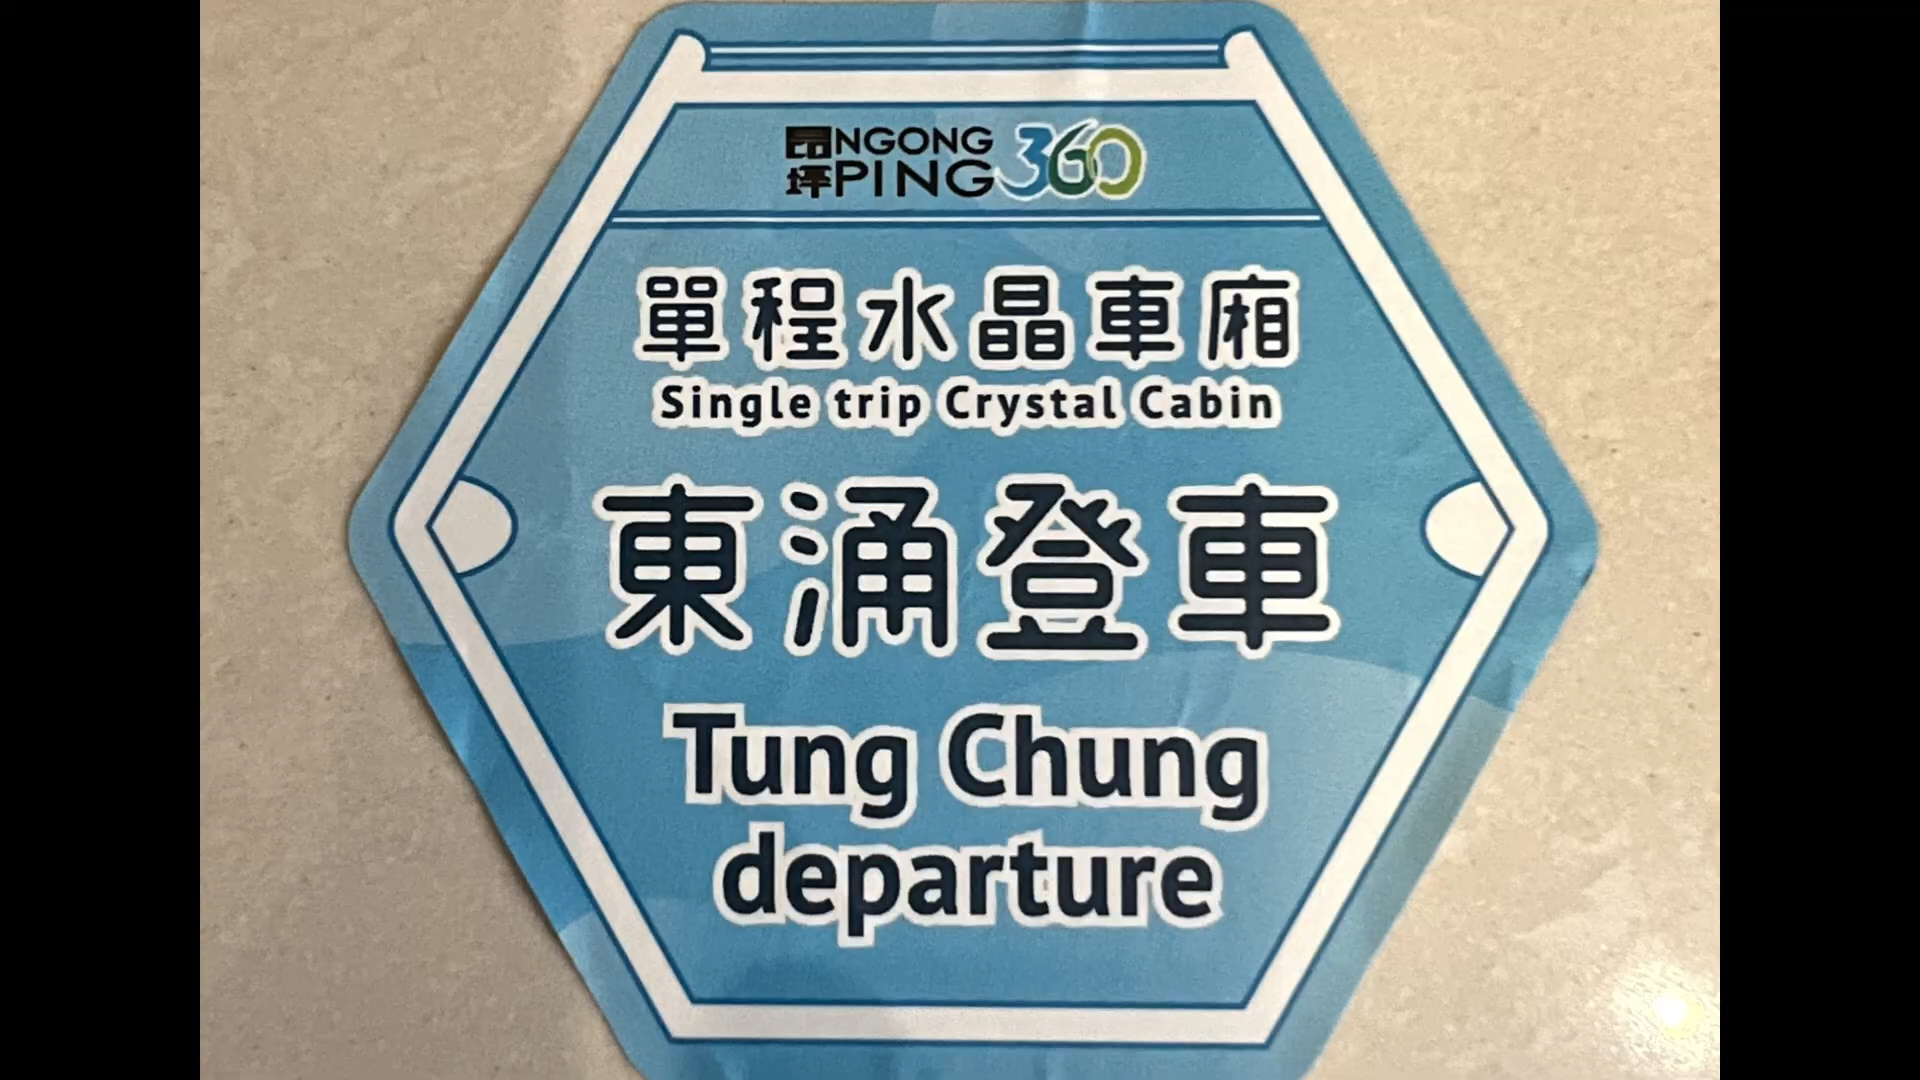 昂坪 NGONG PING 360
單程水晶車廂
Single trip Crystal Cabin
東涌登車
Tung Chung
departure